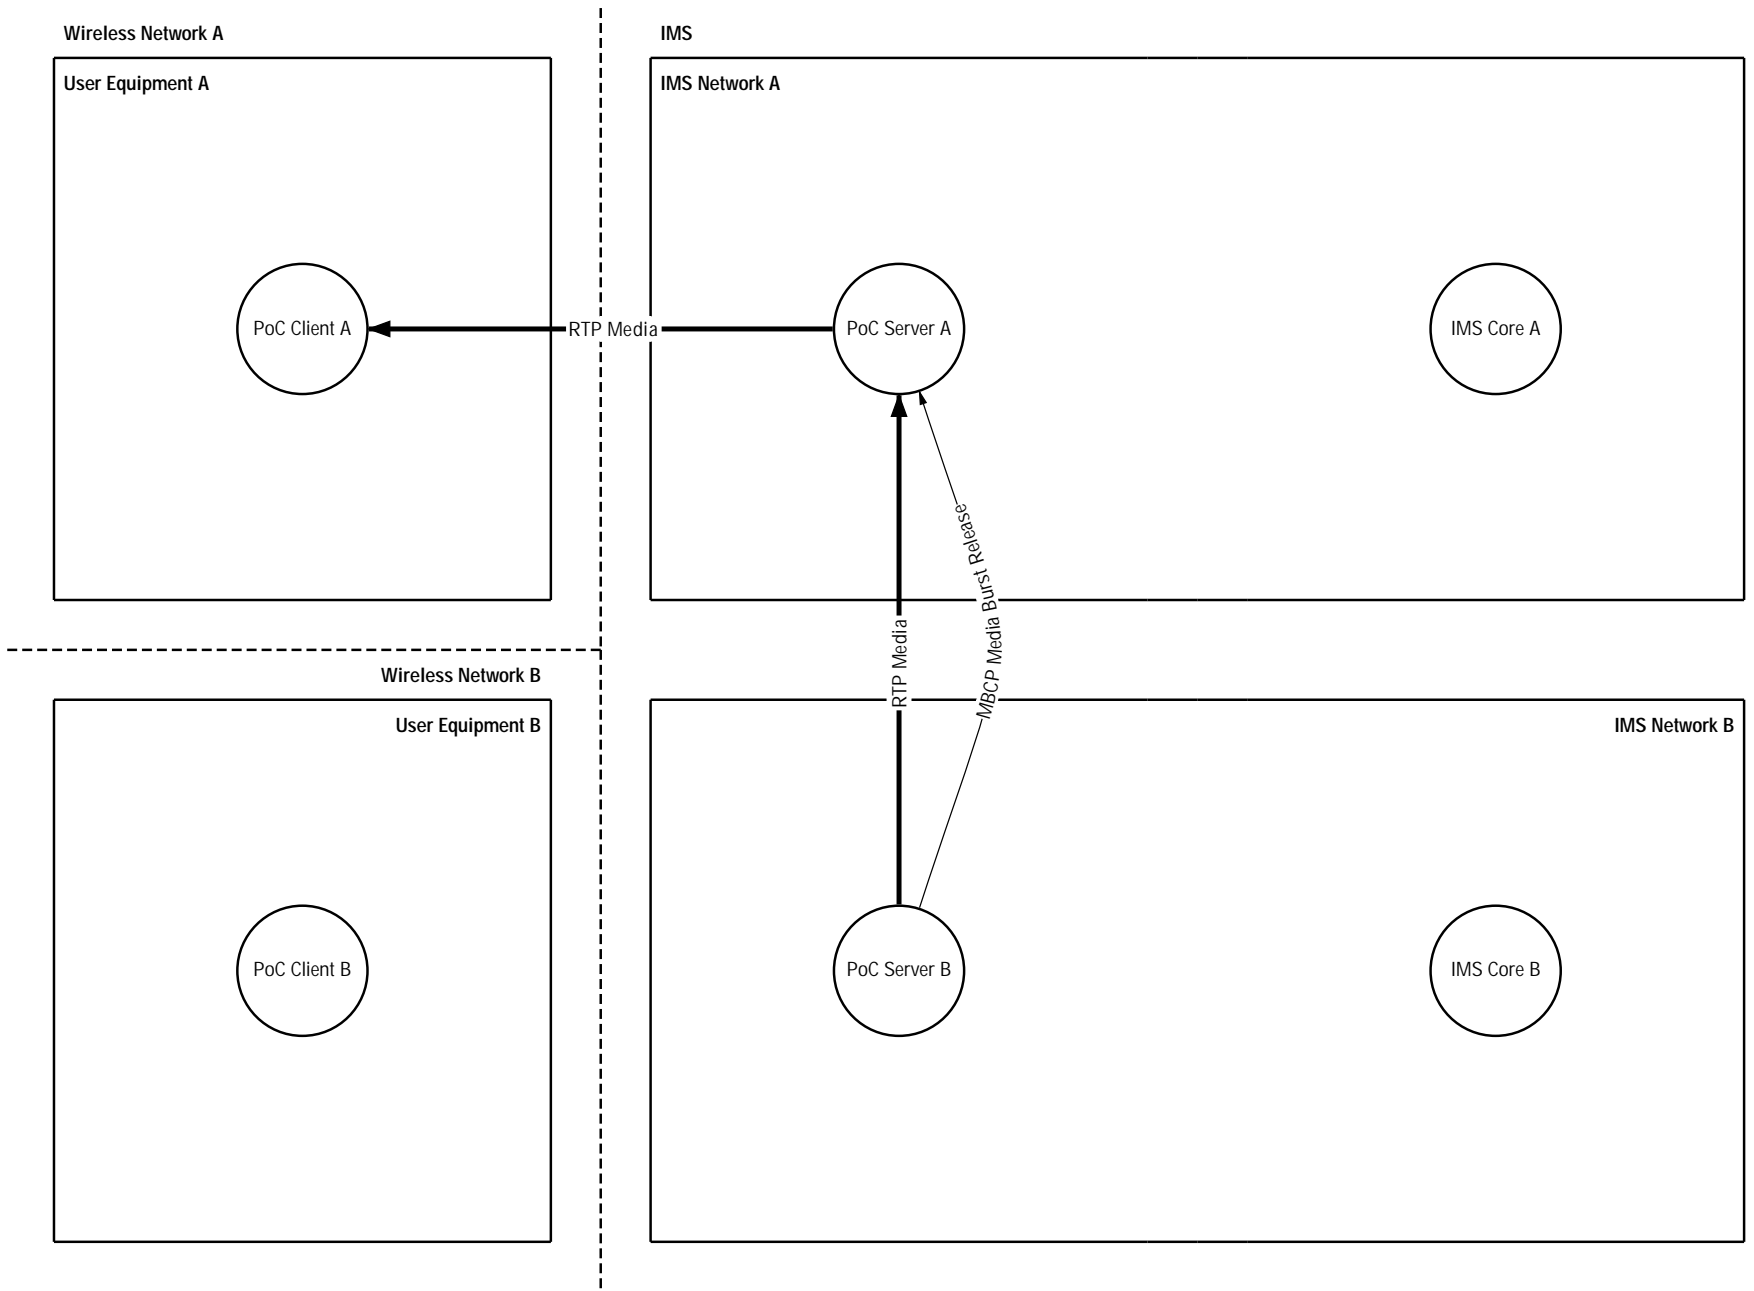 Wireless Network A
IMS
User Equipment A
IMS Network A
PoC Client A
RTP Media
PoC Server A
IMS Core A
MBCP Media Burst Release
RTP Media
Wireless Network B
User Equipment B
IMS Network B
PoC Client B
PoC Server B
IMS Core B